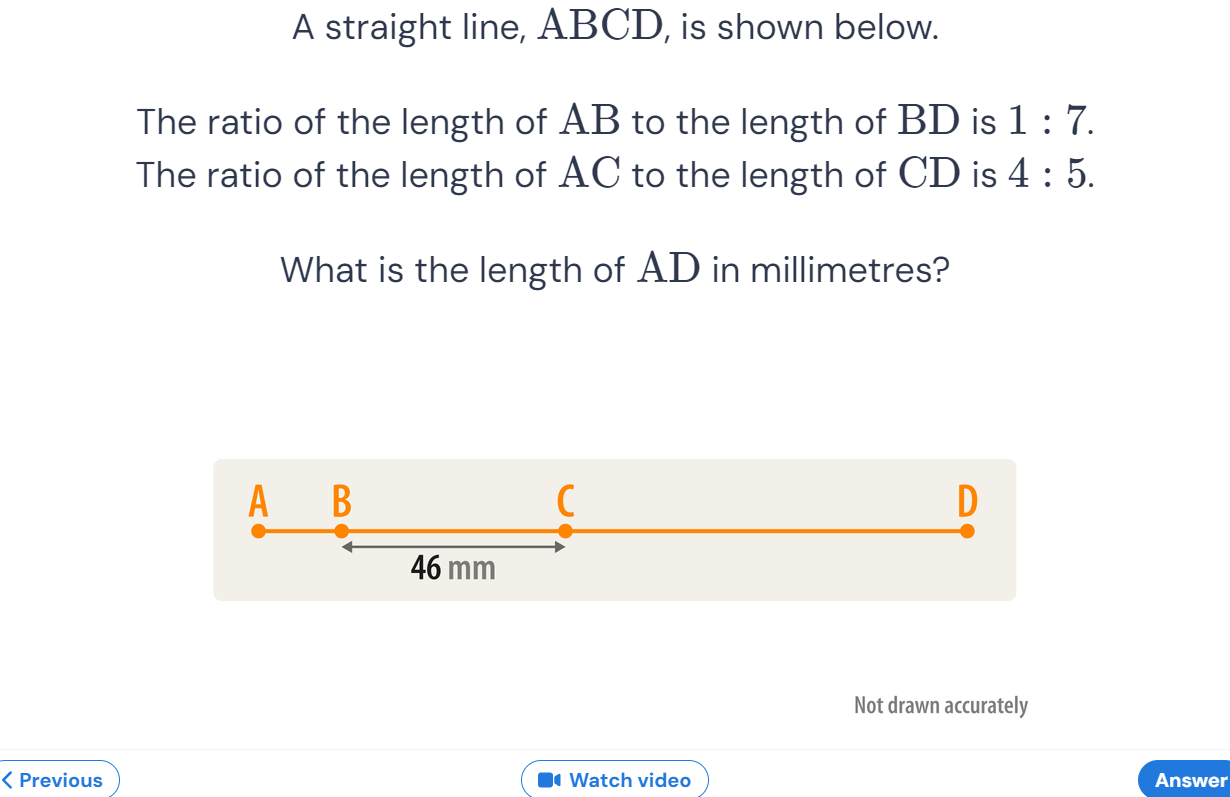 A straight line, ABCD, is shown below.
The ratio of the length of AB to the length of BD is 1 : 7.
The ratio of the length of AC to the length of CD is 4 : 5.
What is the length of AD in millimetres?
A B C D
46 mm
Not drawn accurately
Previous Watch video Answer